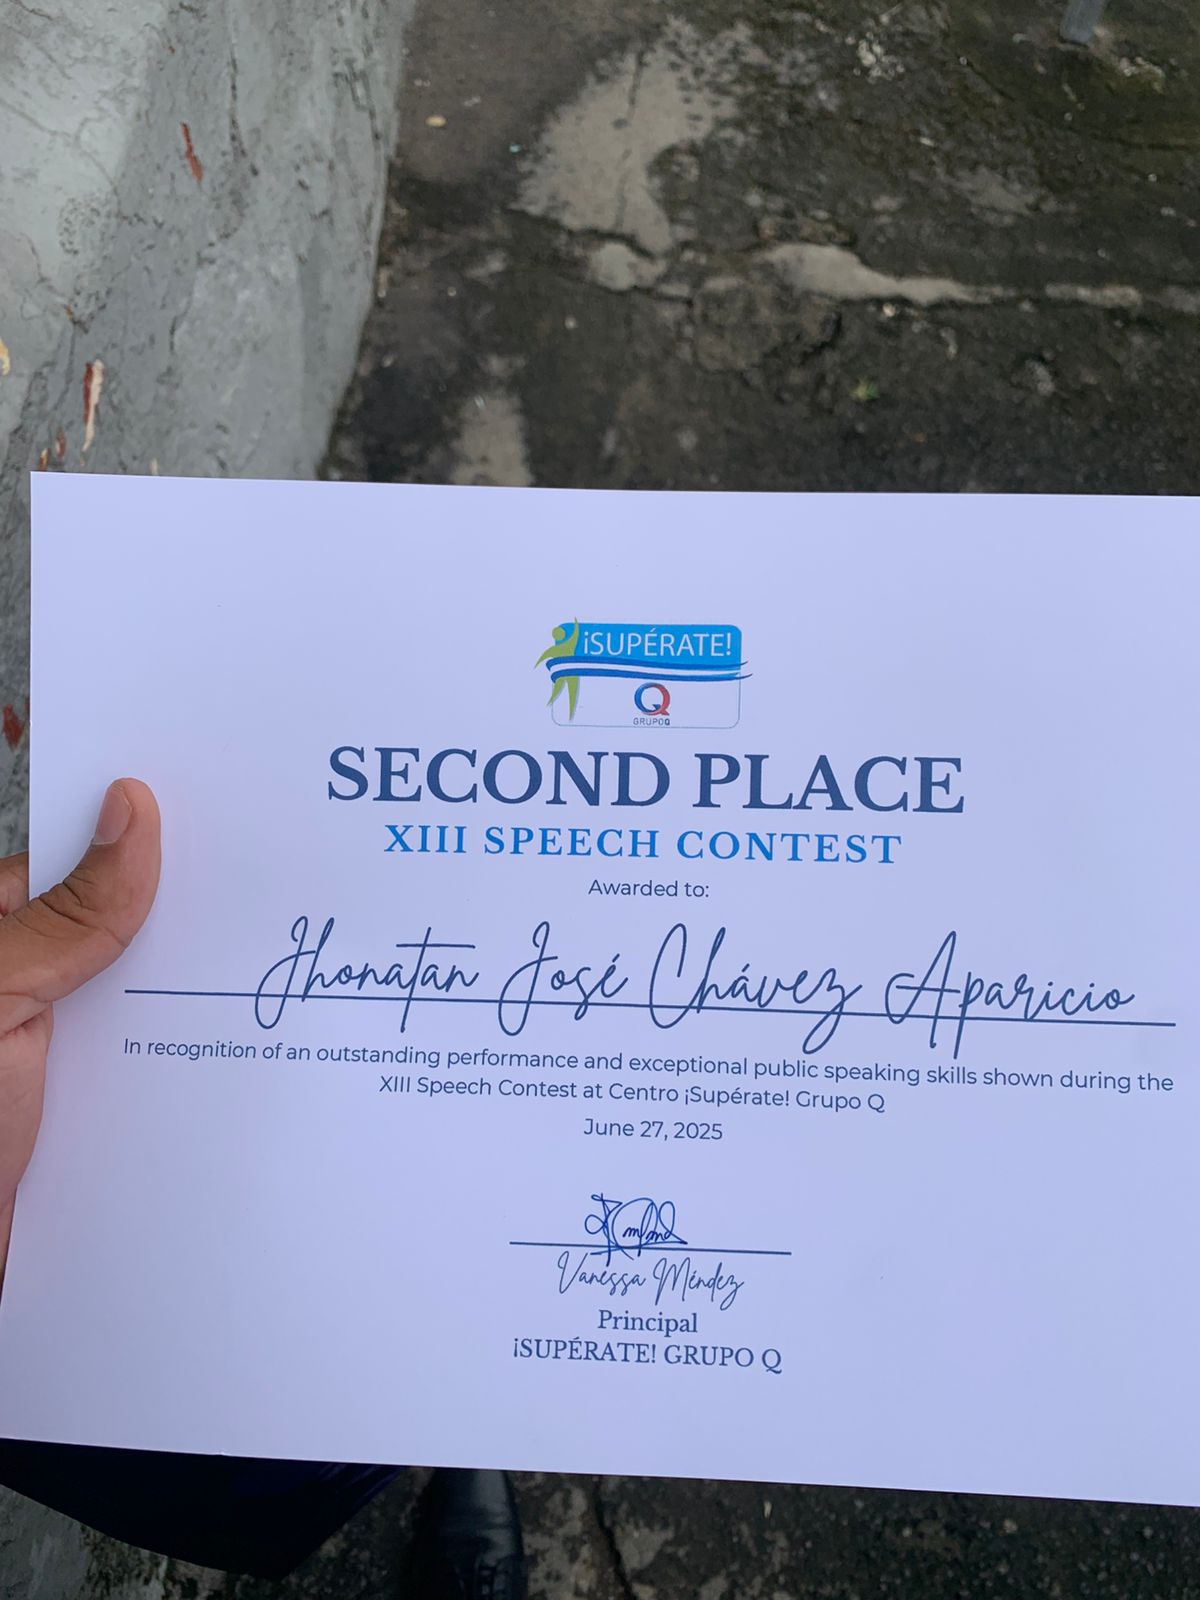 ¡SUPÉRATE!
GRUPOQ
SECOND PLACE
XIII SPEECH CONTEST
Awarded to:
Jhonatan José Chávez Aparicio
In recognition of an outstanding performance and exceptional public speaking skills shown during the
XIII Speech Contest at Centro ¡Supérate! Grupo Q
June 27, 2025
Vanessa Méndez
Principal
¡SUPÉRATE! GRUPO Q